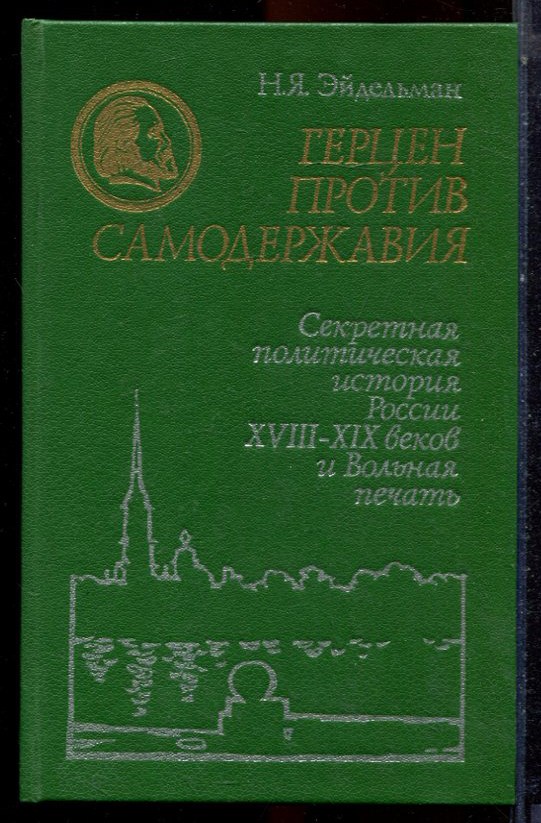 Н.Я. Эйдельман
ГЕРЦЕН
ПРОТИВ
САМОДЕРЖАВИЯ
Секретная
политическая
история
России
XVIII-XIX веков
и Вольная
печать